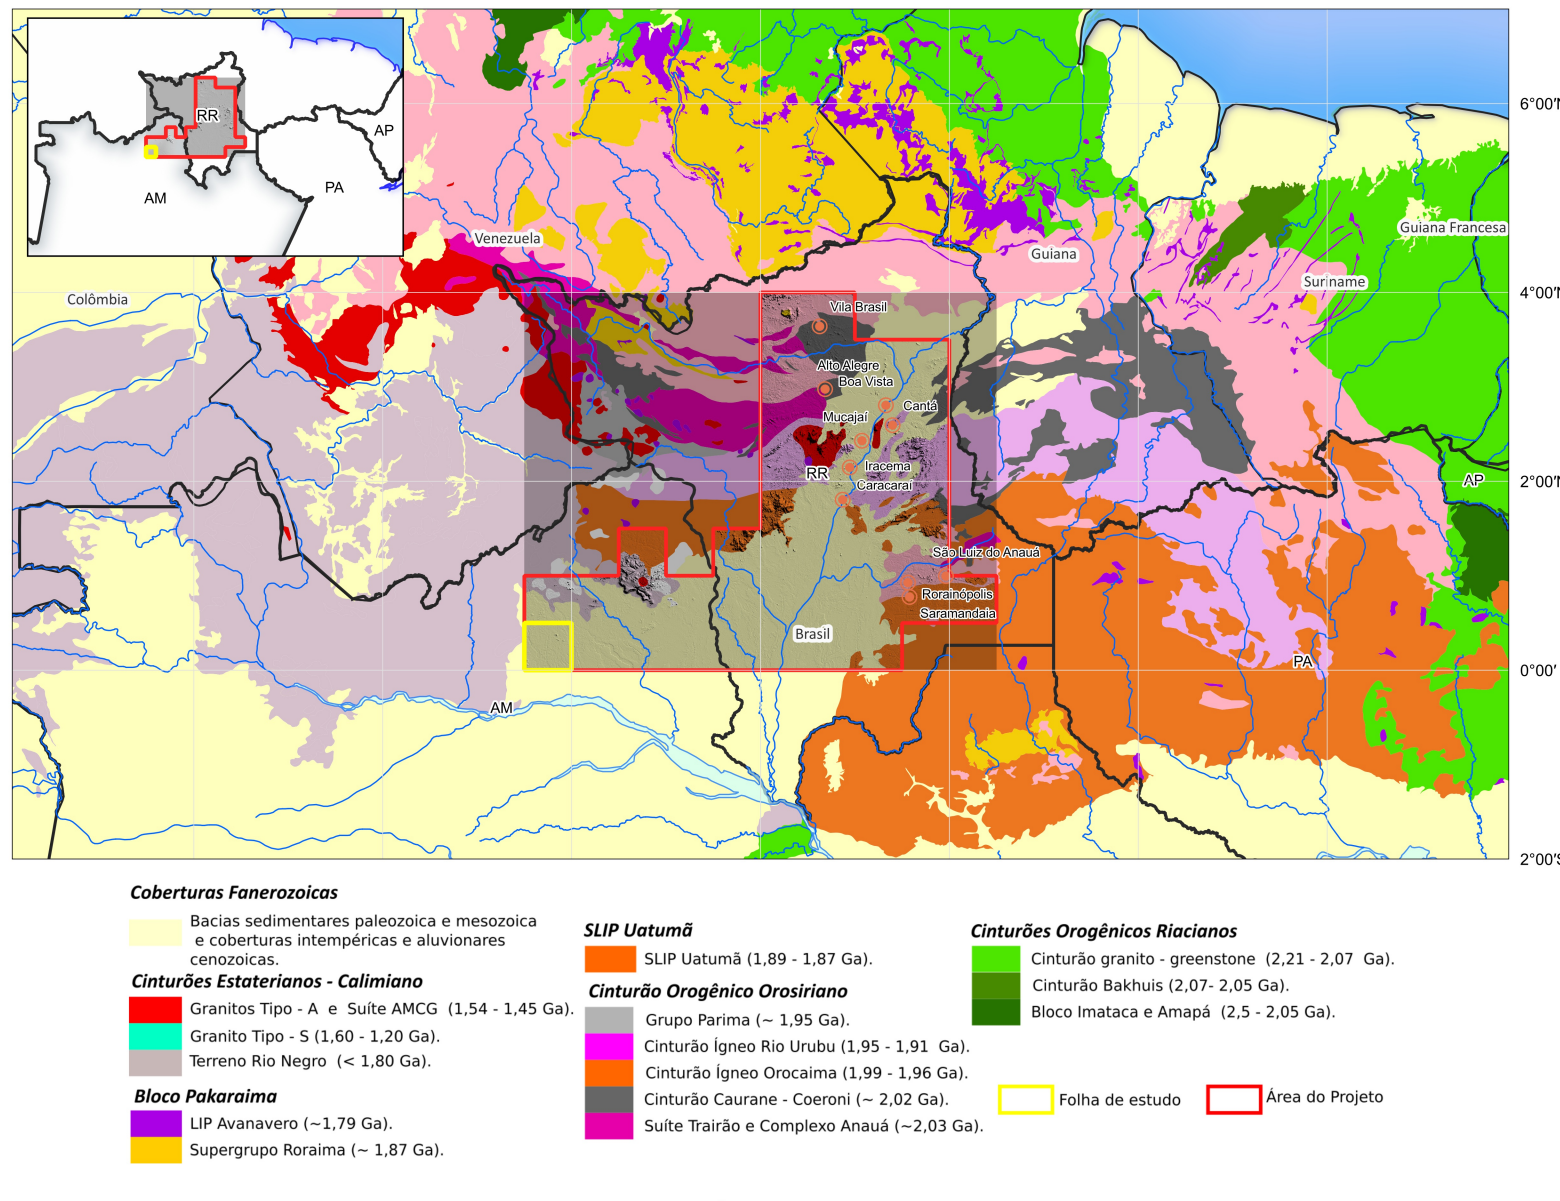 RR
AP
PA
AM
6°00'N
Venezuela
Guiana
Guiana Francesa
Suriname
Colômbia
4°00'N
Vila Brasil
Alto Alegre
Boa Vista
Cantá
Mucajaí
Iracema
RR
Caracaraí
AP
2°00'N
São Luiz do Anauá
Rorainópolis
Saramandaia
Brasil
PA
0°00'
AM
2°00'S
Coberturas Fanerozoicas
Bacias sedimentares paleozoica e mesozoica
e coberturas intempéricas e aluvionares
cenozoicas.
Cinturões Estaterianos - Calimiano
Granitos Tipo - A e Suíte AMCG (1,54 - 1,45 Ga).
Granito Tipo - S (1,60 - 1,20 Ga).
Terreno Rio Negro (< 1,80 Ga).
Bloco Pakaraima
LIP Avanavero (~1,79 Ga).
Supergrupo Roraima (~ 1,87 Ga).
SLIP Uatumã
SLIP Uatumã (1,89 - 1,87 Ga).
Cinturão Orogênico Orosiriano
Grupo Parima (~ 1,95 Ga).
Cinturão Ígneo Rio Urubu (1,95 - 1,91 Ga).
Cinturão Ígneo Orocaima (1,99 - 1,96 Ga).
Cinturão Caurane - Coeroni (~ 2,02 Ga).
Suíte Trairão e Complexo Anauá (~2,03 Ga).
Cinturões Orogênicos Riacianos
Cinturão granito - greenstone (2,21 - 2,07 Ga).
Cinturão Bakhuis (2,07- 2,05 Ga).
Bloco Imataca e Amapá (2,5 - 2,05 Ga).
Folha de estudo
Área do Projeto